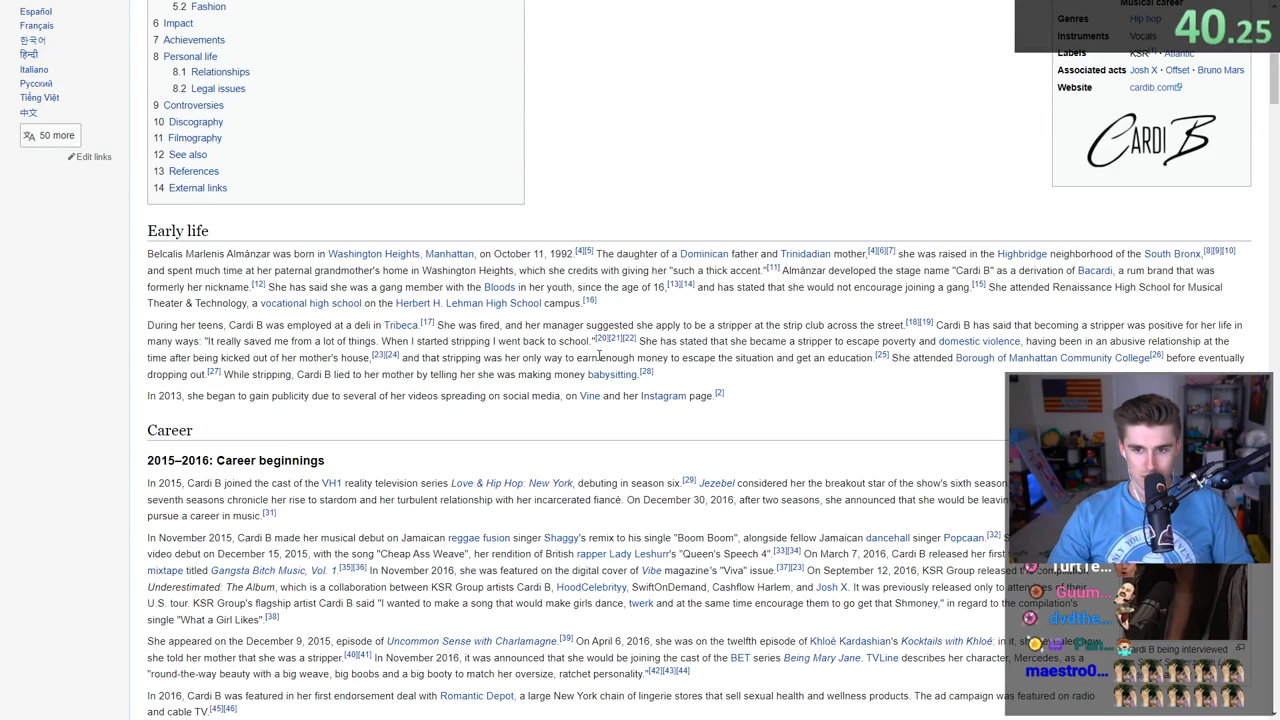 Español
Français
한국어
हिन्दी
Italiano
Русский
Tiếng Việt
中文
50 more
Edit links
5.2 Fashion
6 Impact
7 Achievements
8 Personal life
8.1 Relationships
8.2 Legal issues
9 Controversies
10 Discography
11 Filmography
12 See also
13 References
14 External links
Musical career
Genres Hip hop
Instruments Vocals
Labels KSR[1] · Atlantic
Associated acts Josh X · Offset · Bruno Mars
Website cardib.com
CARDI B
40.25
Early life
Belcalis Marlenis Almánzar was born in Washington Heights, Manhattan, on October 11, 1992.[4][5] The daughter of a Dominican father and Trinidadian mother,[4][6][7] she was raised in the Highbridge neighborhood of the South Bronx,[8][9][10]
and spent much time at her paternal grandmother's home in Washington Heights, which she credits with giving her "such a thick accent."[11] Almánzar developed the stage name "Cardi B" as a derivation of Bacardi, a rum brand that was
formerly her nickname.[12] She has said she was a gang member with the Bloods in her youth, since the age of 16,[13][14] and has stated that she would not encourage joining a gang.[15] She attended Renaissance High School for Musical
Theater & Technology, a vocational high school on the Herbert H. Lehman High School campus.[16]
During her teens, Cardi B was employed at a deli in Tribeca.[17] She was fired, and her manager suggested she apply to be a stripper at the strip club across the street.[18][19] Cardi B has said that becoming a stripper was positive for her life in
many ways: "It really saved me from a lot of things. When I started stripping I went back to school."[20][21][22] She has stated that she became a stripper to escape poverty and domestic violence, having been in an abusive relationship at the
time after being kicked out of her mother's house,[23][24] and that stripping was her only way to earn enough money to escape the situation and get an education.[25] She attended Borough of Manhattan Community College[26] before eventually
dropping out.[27] While stripping, Cardi B lied to her mother by telling her she was making money babysitting.[28]
In 2013, she began to gain publicity due to several of her videos spreading on social media, on Vine and her Instagram page.[2]
Career
2015–2016: Career beginnings
In 2015, Cardi B joined the cast of the VH1 reality television series Love & Hip Hop: New York, debuting in season six.[29] Jezebel considered her the breakout star of the show's sixth season
seventh seasons chronicle her rise to stardom and her turbulent relationship with her incarcerated fiancé. On December 30, 2016, after two seasons, she announced that she would be
pursue a career in music.[31]
In November 2015, Cardi B made her musical debut on Jamaican reggae fusion singer Shaggy's remix to his single "Boom Boom", alongside fellow Jamaican dancehall singer Popcaan.[32]
video debut on December 15, 2015, with the song "Cheap Ass Weave", her rendition of British rapper Lady Leshurr's "Queen's Speech 4".[33][34] On March 7, 2016, Cardi B released her first
mixtape titled Gangsta Bitch Music, Vol. 1.[35][36] In November 2016, she was featured on the digital cover of Vibe magazine's "Viva" issue.[37][23] On September 12, 2016, KSR Group released the compilation
Underestimated: The Album, which is a collaboration between KSR Group artists Cardi B, HoodCelebrityy, SwiftOnDemand, Cashflow Harlem, and Josh X. It was previously released only to attendees of their
U.S. tour. KSR Group's flagship artist Cardi B said "I wanted to make a song that would make girls dance, twerk and at the same time encourage them to go get that Shmoney," in regard to the compilation's
single "What a Girl Likes".[38]
She appeared on the December 9, 2015, episode of Uncommon Sense with Charlamagne.[39] On April 6, 2016, she was on the twelfth episode of Khloé Kardashian's Kocktails with Khloé: in it, she revealed how
she told her mother that she was a stripper.[40][41] In November 2016, it was announced that she would be joining the cast of the BET series Being Mary Jane. TVLine describes her character, Mercedes, as a
"round-the-way beauty with a big weave, big boobs and a big booty to match her oversize, ratchet personality."[42][43][44]
In 2016, Cardi B was featured in her first endorsement deal with Romantic Depot, a large New York chain of lingerie stores that sell sexual health and wellness products. The ad campaign was featured on radio
and cable TV.[45][46]
TurtTe...
Guum...
dvdthe...
maestro0...
Cardi B being interviewed